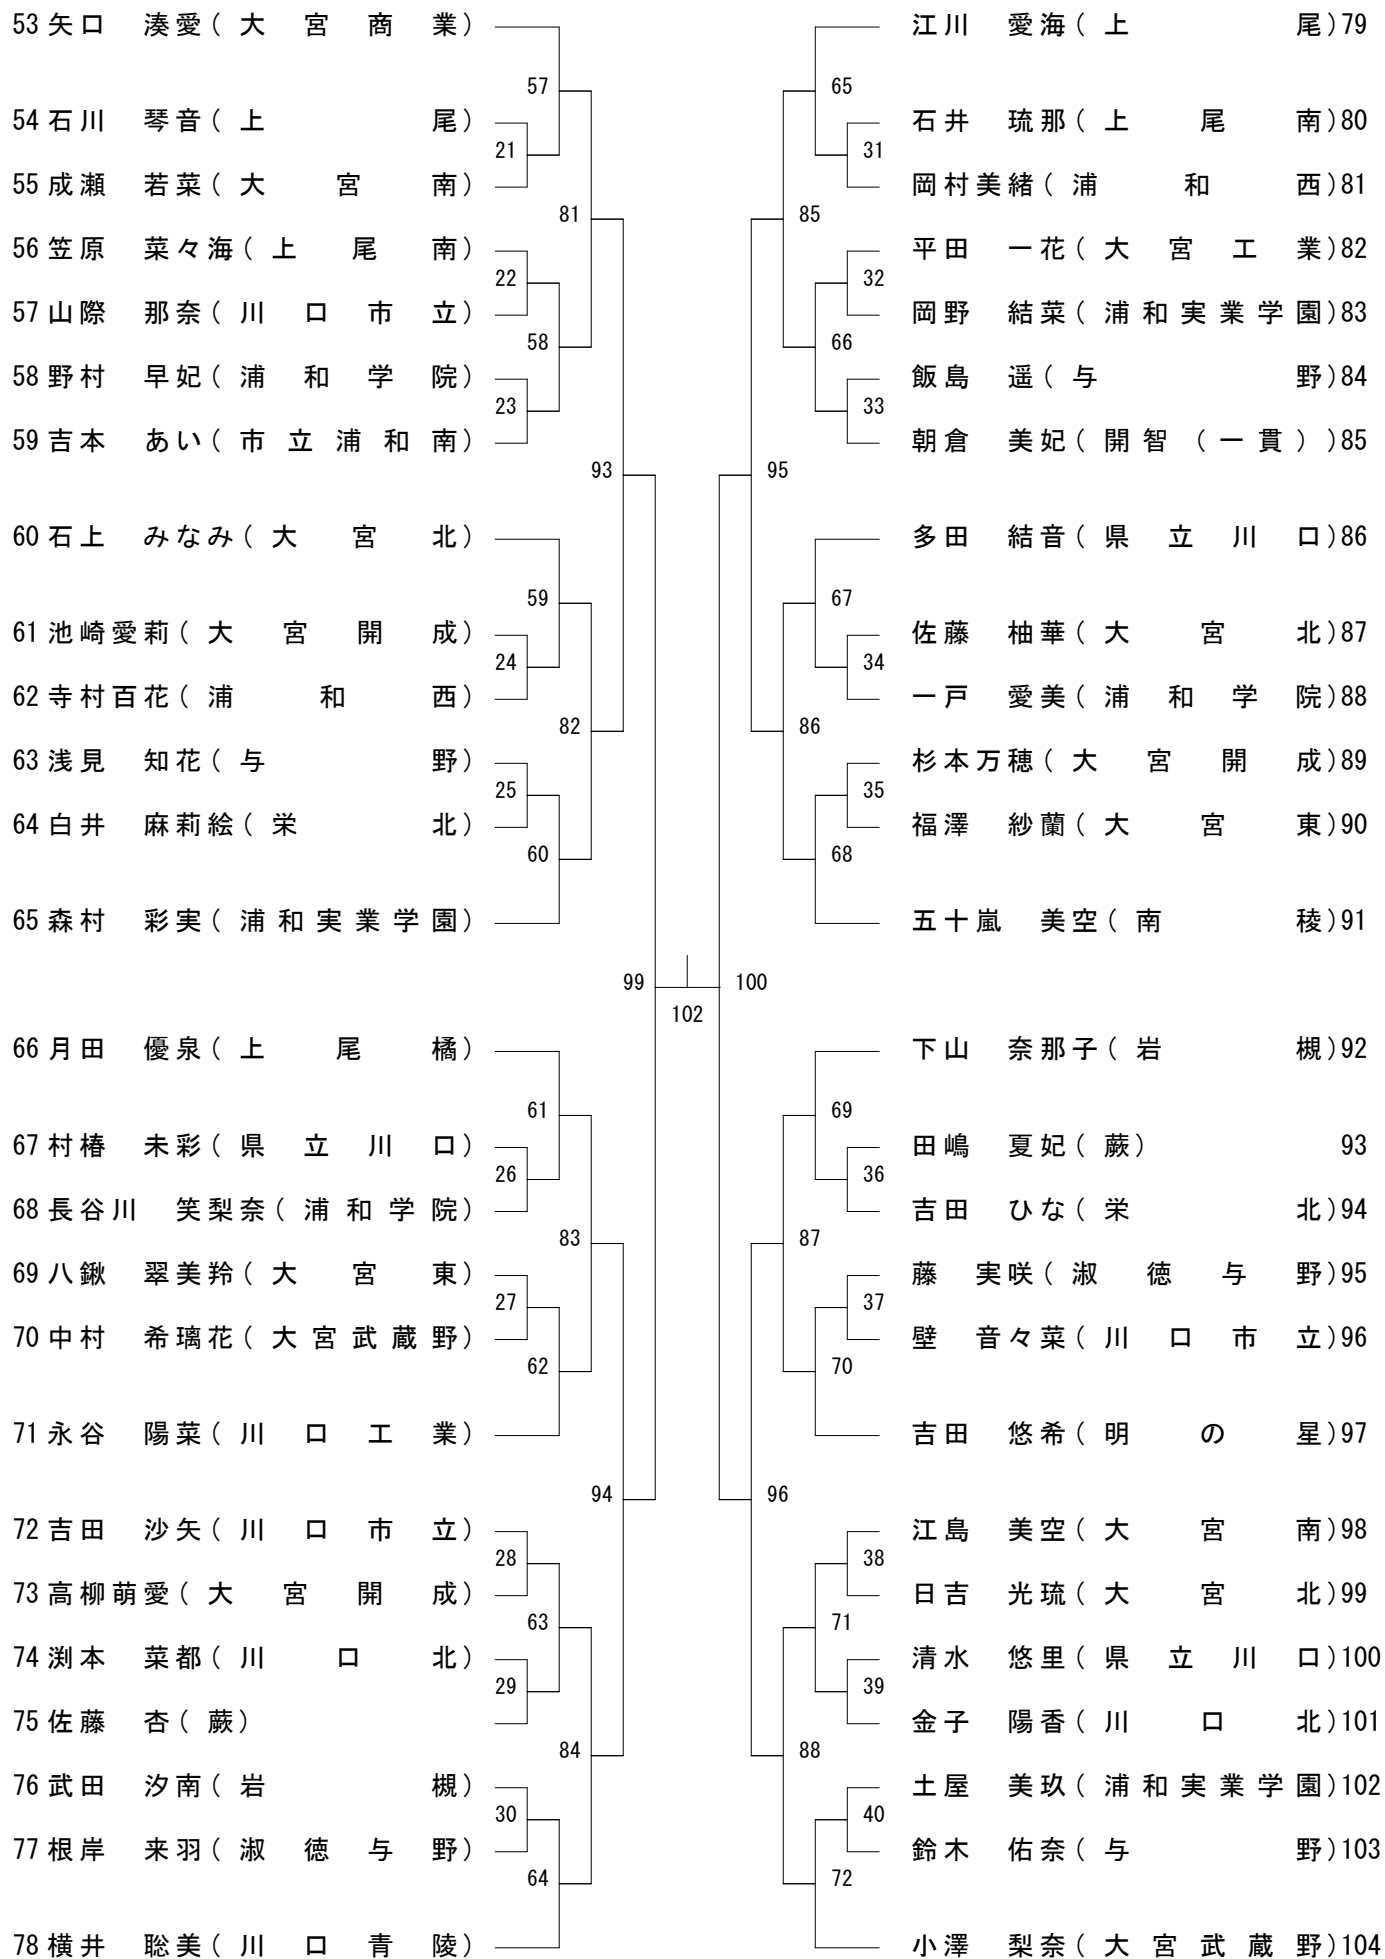 53 矢口 湊愛(大宮商業)
57
54 石川 琴音(上尾)
21
55 成瀬 若菜(大宮南)
81
56 笠原 菜々海(上尾南)
22
57 山際 那奈(川口市立)
58
58 野村 早妃(浦和学院)
23
59 吉本 あい(市立浦和南)
93
60 石上 みなみ(大宮北)
59
61 池崎愛莉(大宮開成)
24
62 寺村百花(浦和西)
82
63 浅見 知花(与野)
25
64 白井 麻莉絵(栄北)
60
65 森村 彩実(浦和実業学園)
99
66 月田 優泉(上尾橘)
61
67 村椿 未彩(県立川口)
26
68 長谷川 笑梨奈(浦和学院)
83
69 八鍬 翠美羚(大宮東)
27
70 中村 希璃花(大宮武蔵野)
62
71 永谷 陽菜(川口工業)
94
72 吉田 沙矢(川口市立)
28
73 高柳萌愛(大宮開成)
63
74 渕本 菜都(川口北)
29
75 佐藤 杏(蕨)
84
76 武田 汐南(岩槻)
30
77 根岸 来羽(淑徳与野)
64
78 横井 聡美(川口青陵)
102
江川 愛海(上尾)79
65
石井 琉那(上尾南)80
31
岡村美緒(浦和西)81
85
平田 一花(大宮工業)82
32
岡野 結菜(浦和実業学園)83
66
飯島 遥(与野)84
33
朝倉 美妃(開智(一貫))85
95
多田 結音(県立川口)86
67
佐藤 柚華(大宮北)87
34
一戸 愛美(浦和学院)88
86
杉本万穂(大宮開成)89
35
福澤 紗蘭(大宮東)90
68
五十嵐 美空(南稜)91
100
下山 奈那子(岩槻)92
69
田嶋 夏妃(蕨) 93
36
吉田 ひな(栄北)94
87
藤 実咲(淑徳与野)95
37
壁 音々菜(川口市立)96
70
吉田 悠希(明の星)97
96
江島 美空(大宮南)98
38
日吉 光琉(大宮北)99
71
清水 悠里(県立川口)100
39
金子 陽香(川口北)101
88
土屋 美玖(浦和実業学園)102
40
鈴木 佑奈(与野)103
72
小澤 梨奈(大宮武蔵野)104